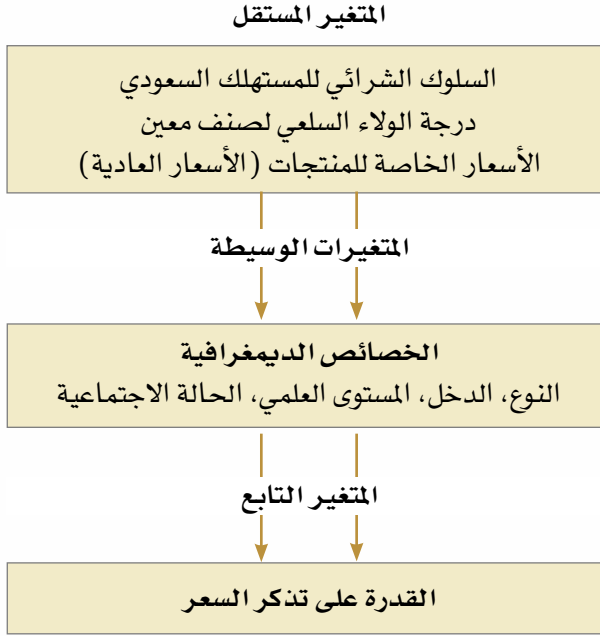 المتغير المستقل
السلوك الشرائي للمستهلك السعودي
درجة الولاء السلعي لصنف معين
الأسعار الخاصة للمنتجات (الأسعار العادية)
المتغيرات الوسيطة
الخصائص الديمغرافية
النوع، الدخل، المستوى العلمي، الحالة الاجتماعية
المتغير التابع
القدرة على تذكر السعر